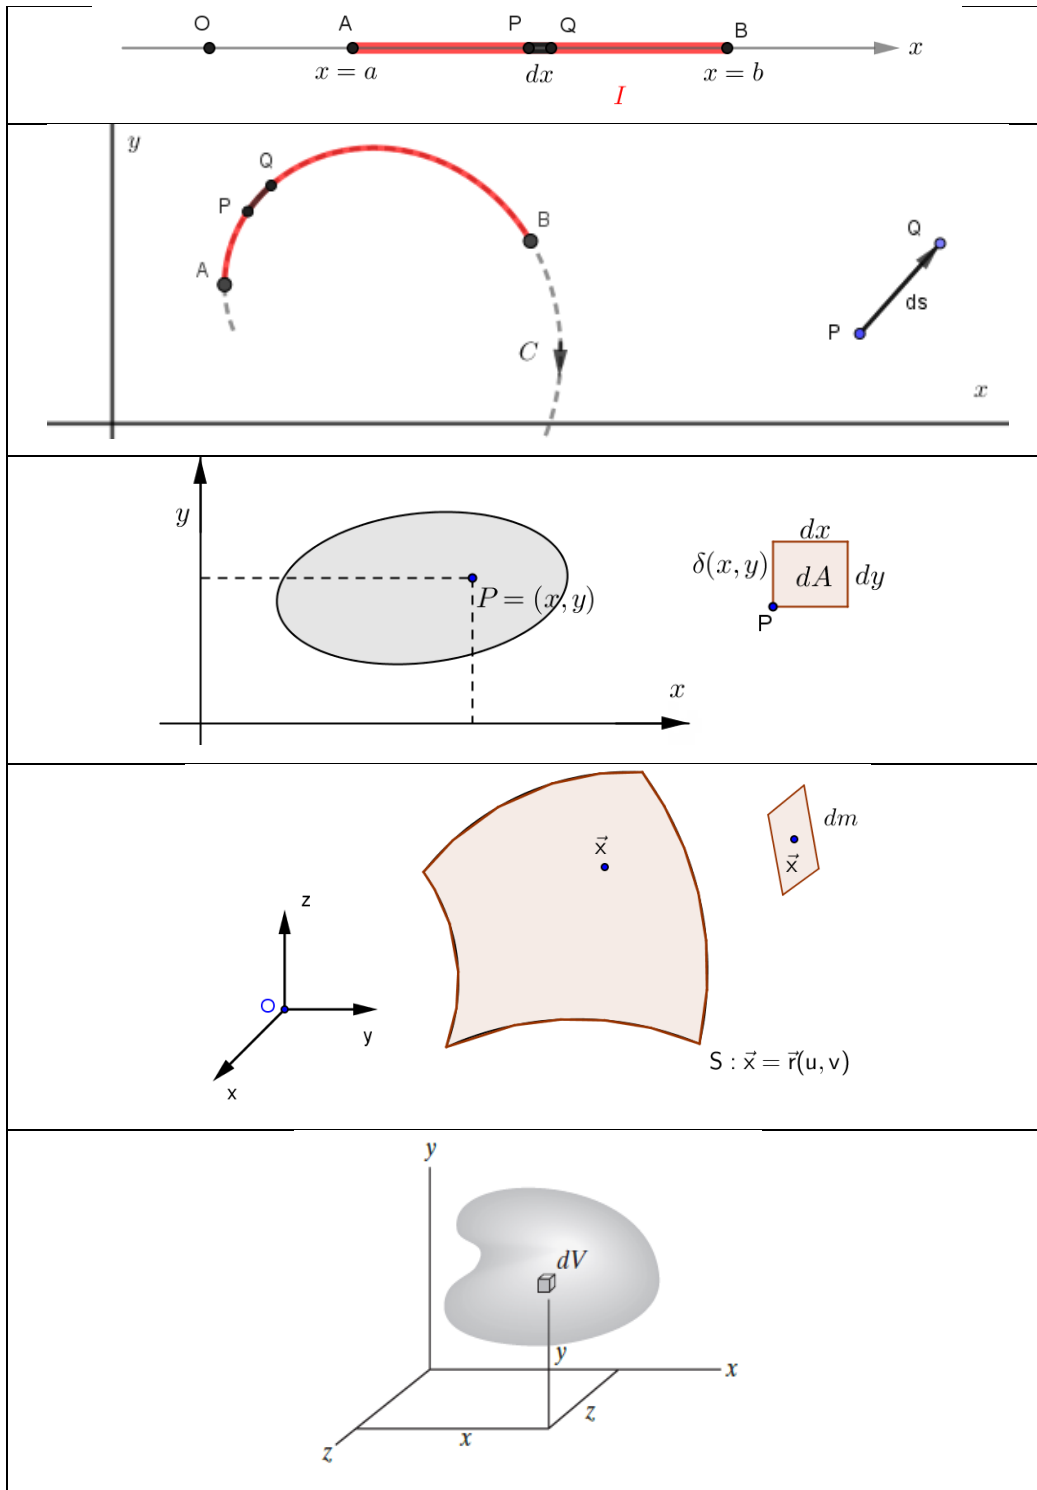 O A P Q B
x
x = a dx x = b
I
y
Q
P
B
Q
A
ds
P
C
x
y
dx
δ(x, y) dA dy
P = (x, y)
P
x
x⃗ dm
x⃗
z
O
y
S : x⃗ = r⃗(u, v)
x
y
dV
y
x
z
x
z